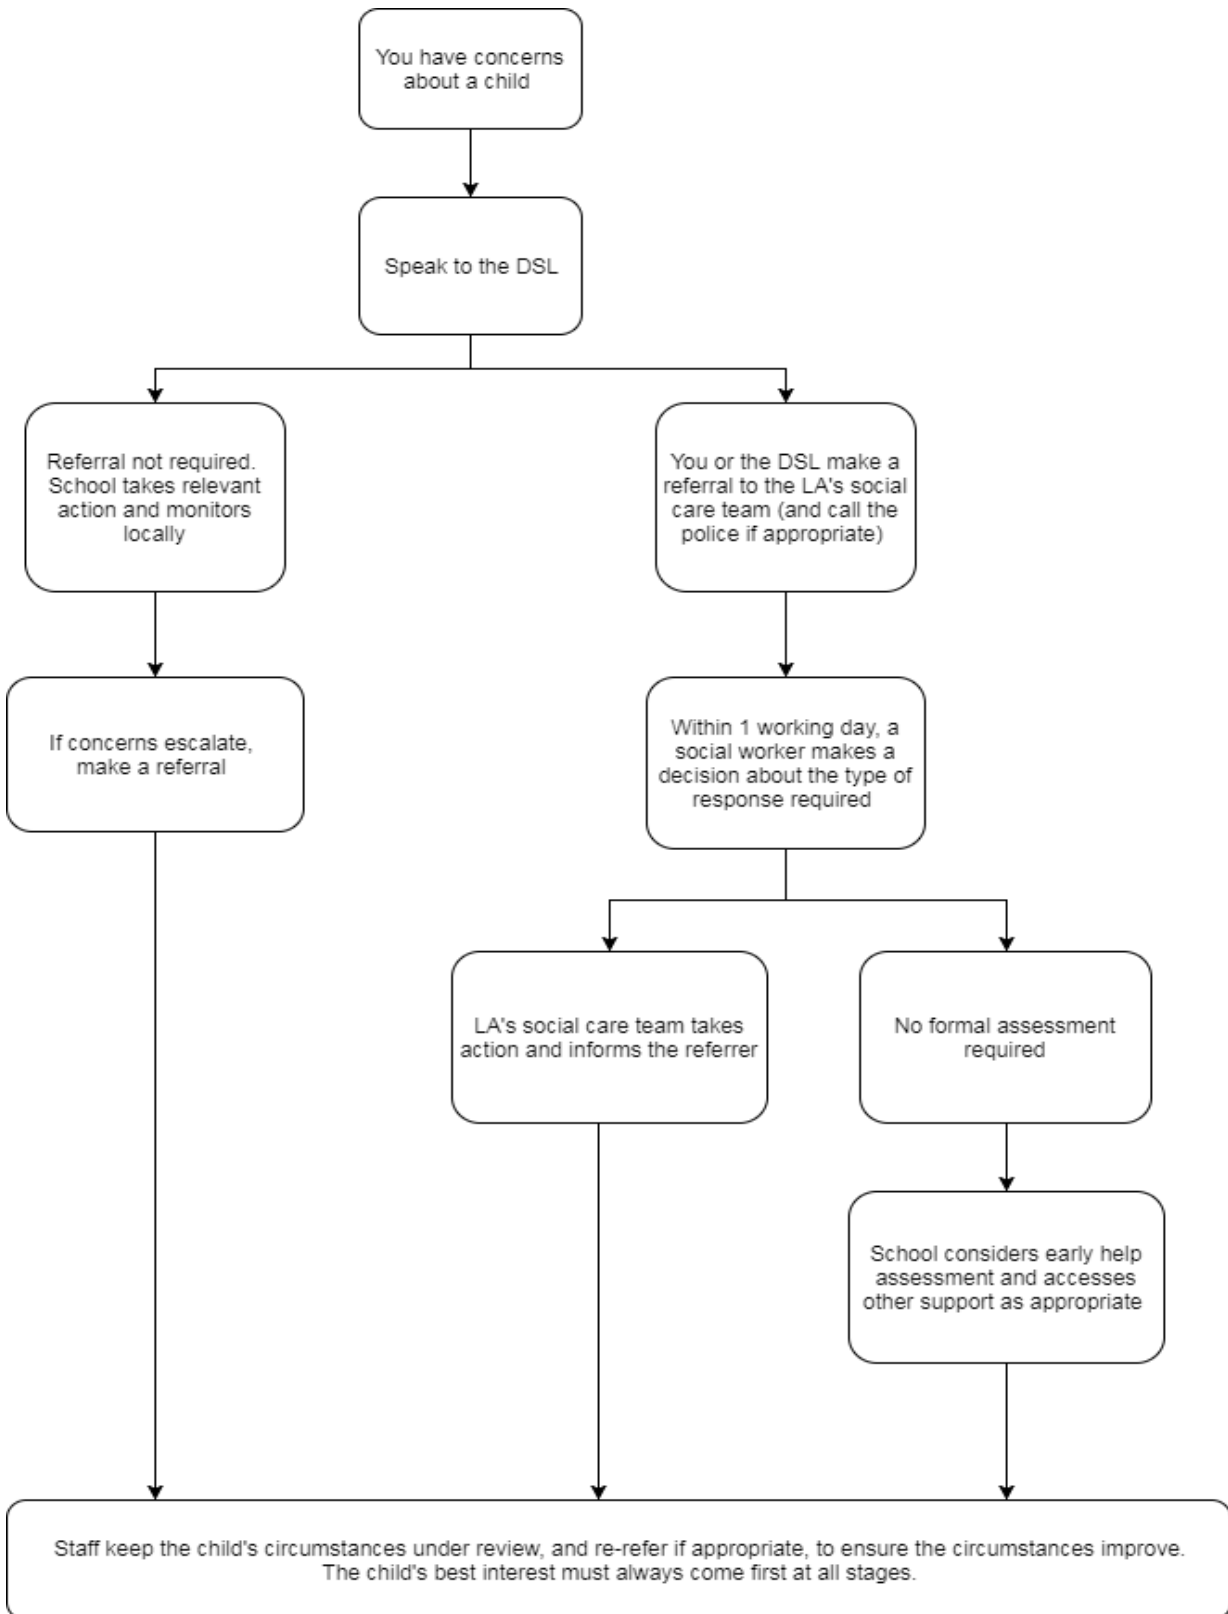 You have concerns
about a child
Speak to the DSL
Referral not required.
School takes relevant
action and monitors
locally
You or the DSL make a
referral to the LA's social
care team (and call the
police if appropriate)
If concerns escalate,
make a referral
Within 1 working day, a
social worker makes a
decision about the type of
response required
LA's social care team takes
action and informs the referrer
No formal assessment
required
School considers early help
assessment and accesses
other support as appropriate
Staff keep the child's circumstances under review, and re-refer if appropriate, to ensure the circumstances improve.
The child's best interest must always come first at all stages.